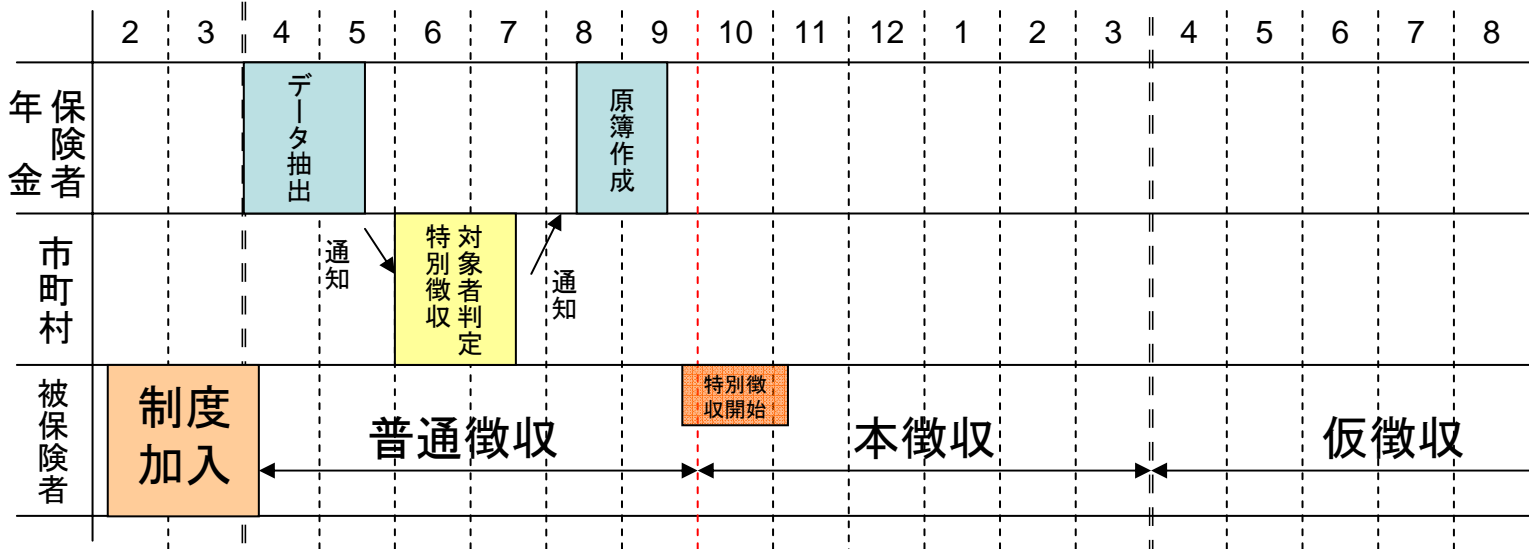 2 3 4 5 6 7 8 9 10 11 12 1 2 3 4 5 6 7 8
年金
保険者
データ抽出
原簿作成
市町村
通知
特別徴収
対象者判定
通知
被保険者
制度
加入
普通徴収
特別徴
収開始
本徴収
仮徴収